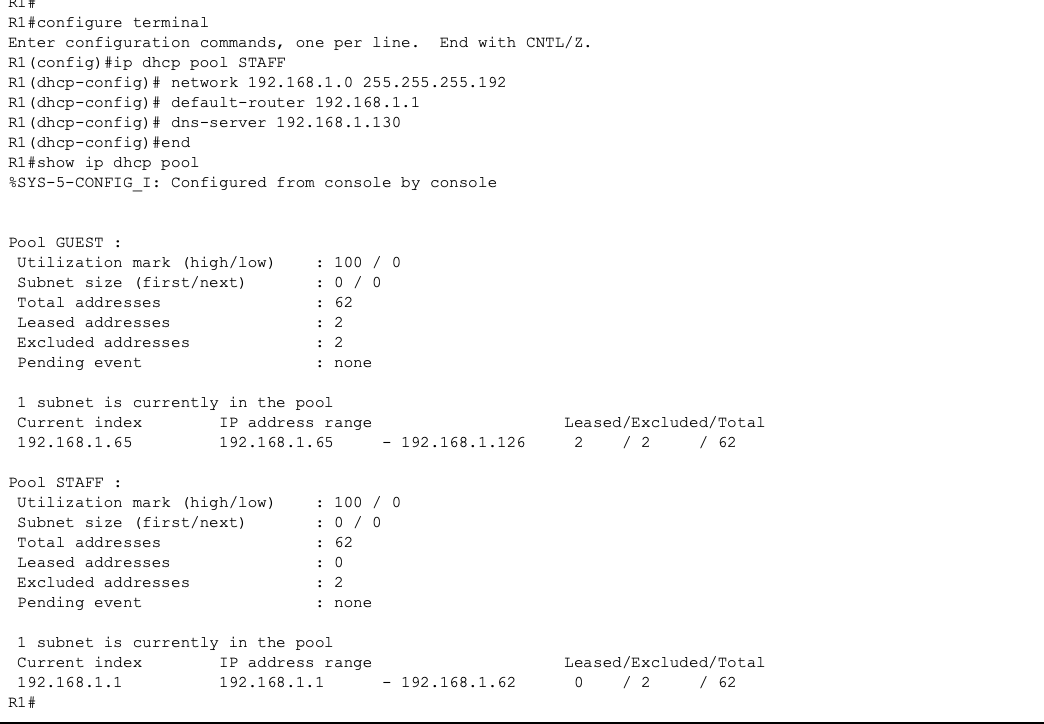 R1#
R1#configure terminal
Enter configuration commands, one per line.  End with CNTL/Z.
R1(config)#ip dhcp pool STAFF
R1(dhcp-config)# network 192.168.1.0 255.255.255.192
R1(dhcp-config)# default-router 192.168.1.1
R1(dhcp-config)# dns-server 192.168.1.130
R1(dhcp-config)#end
R1#show ip dhcp pool
%SYS-5-CONFIG_I: Configured from console by console
Pool GUEST :
 Utilization mark (high/low)    : 100 / 0
 Subnet size (first/next)       : 0 / 0
 Total addresses                : 62
 Leased addresses               : 2
 Excluded addresses             : 2
 Pending event                  : none
 1 subnet is currently in the pool
 Current index        IP address range                    Leased/Excluded/Total
 192.168.1.65         192.168.1.65     - 192.168.1.126    2    / 2     / 62
Pool STAFF :
 Utilization mark (high/low)    : 100 / 0
 Subnet size (first/next)       : 0 / 0
 Total addresses                : 62
 Leased addresses               : 0
 Excluded addresses             : 2
 Pending event                  : none
 1 subnet is currently in the pool
 Current index        IP address range                    Leased/Excluded/Total
 192.168.1.1          192.168.1.1      - 192.168.1.62     0    / 2     / 62
R1#